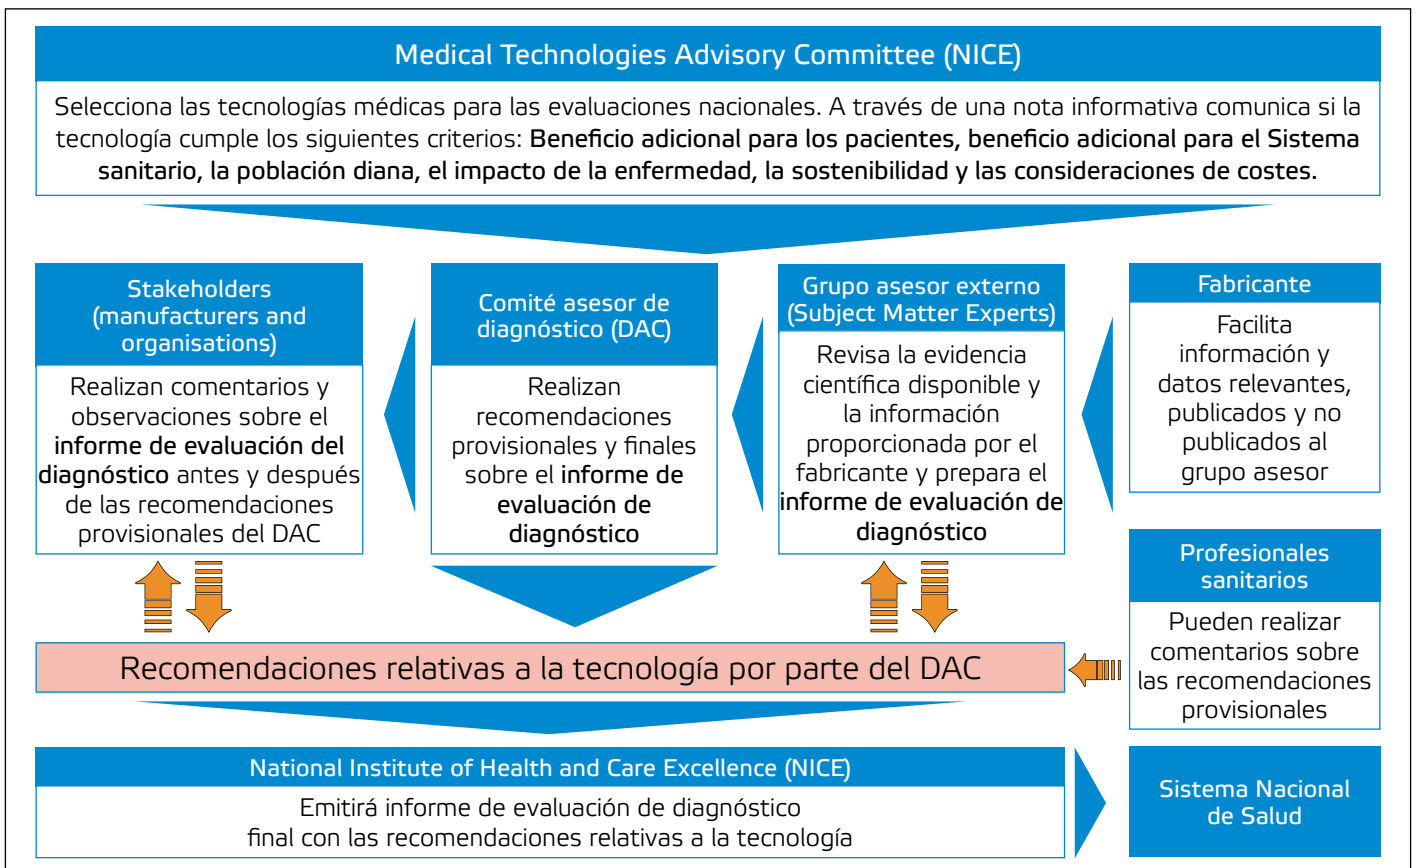 Medical Technologies Advisory Committee (NICE)
Selecciona las tecnologías médicas para las evaluaciones nacionales. A través de una nota informativa comunica si la
tecnología cumple los siguientes criterios: Beneficio adicional para los pacientes, beneficio adicional para el Sistema
sanitario, la población diana, el impacto de la enfermedad, la sostenibilidad y las consideraciones de costes.
Stakeholders
(manufacturers and
organisations)
Realizan comentarios y
observaciones sobre el
informe de evaluación del
diagnóstico antes y después
de las recomendaciones
provisionales del DAC
Comité asesor de
diagnóstico (DAC)
Realizan
recomendaciones
provisionales y finales
sobre el informe de
evaluación de
diagnóstico
Grupo asesor externo
(Subject Matter Experts)
Revisa la evidencia
científica disponible y
la información
proporcionada por el
fabricante y prepara el
informe de evaluación de
diagnóstico
Fabricante
Facilita
información y
datos relevantes,
publicados y no
publicados al
grupo asesor
Profesionales
sanitarios
Pueden realizar
comentarios sobre
las recomendaciones
provisionales
Recomendaciones relativas a la tecnología por parte del DAC
National Institute of Health and Care Excellence (NICE)
Emitirá informe de evaluación de diagnóstico
final con las recomendaciones relativas a la tecnología
Sistema Nacional
de Salud